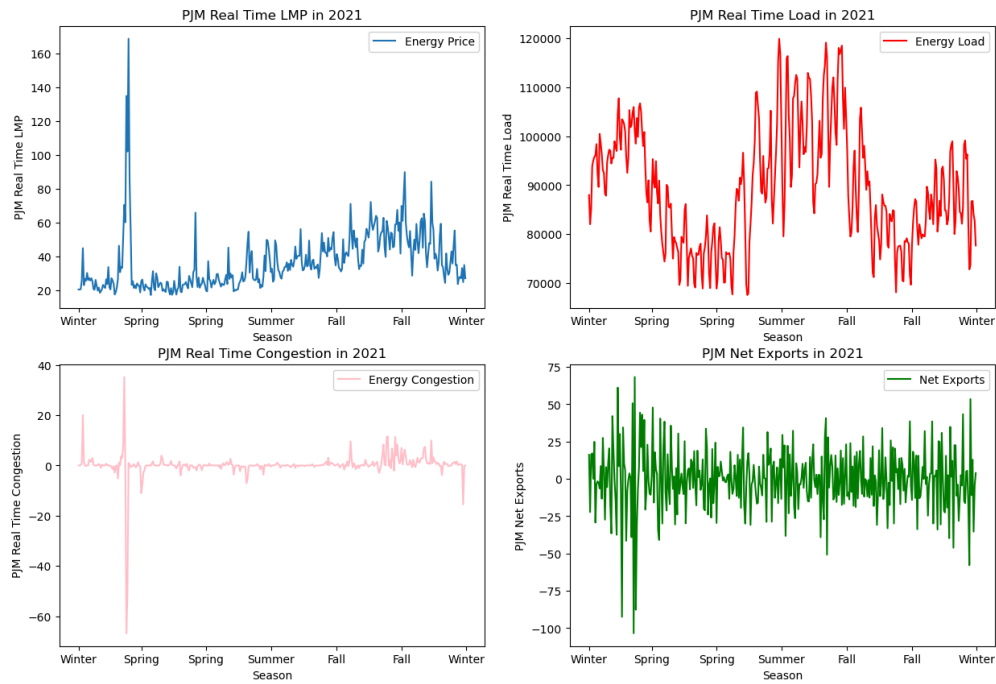 PJM Real Time LMP in 2021
Energy Price
160
140
120
100
80
60
40
20
PJM Real Time LMP
Winter Spring Spring Summer Fall Fall Winter
Season
PJM Real Time Load in 2021
Energy Load
120000
110000
100000
90000
80000
70000
PJM Real Time Load
Winter Spring Spring Summer Fall Fall Winter
Season
PJM Real Time Congestion in 2021
Energy Congestion
40
20
0
−20
−40
−60
PJM Real Time Congestion
Winter Spring Spring Summer Fall Fall Winter
Season
PJM Net Exports in 2021
Net Exports
75
50
25
0
−25
−50
−75
−100
PJM Net Exports
Winter Spring Spring Summer Fall Fall Winter
Season